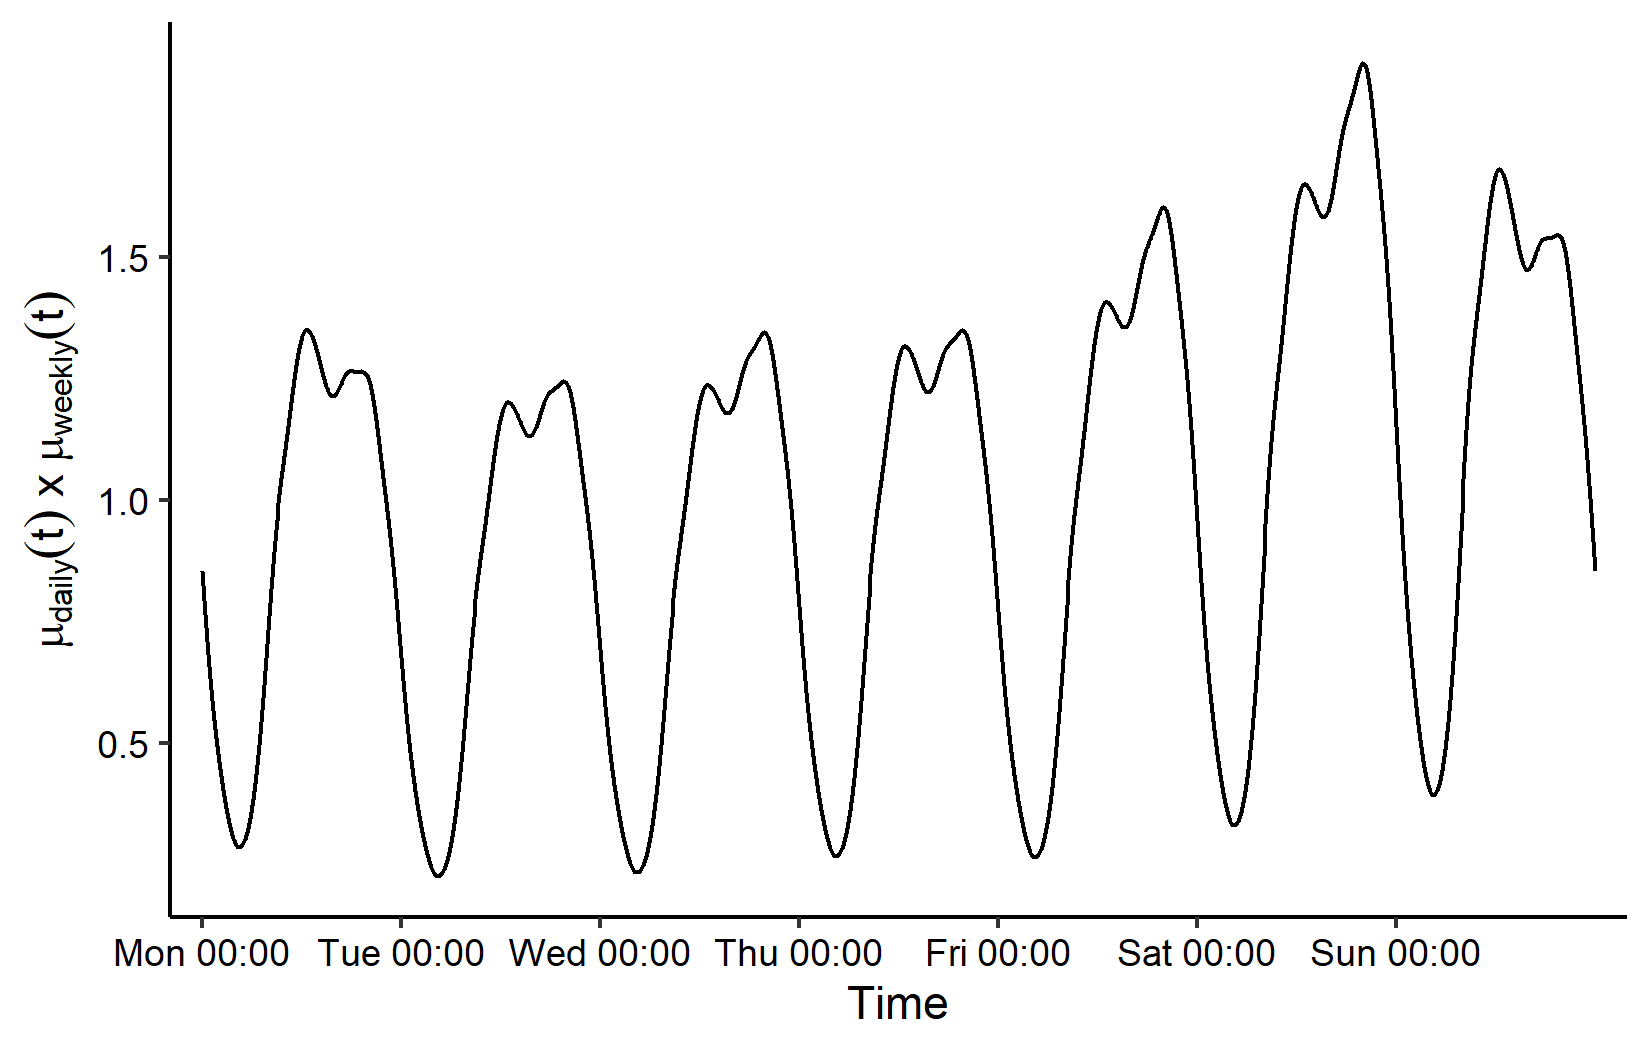 μdaily(t) x μweekly(t)
1.5
1.0
0.5
Mon 00:00 Tue 00:00 Wed 00:00 Thu 00:00 Fri 00:00 Sat 00:00 Sun 00:00
Time